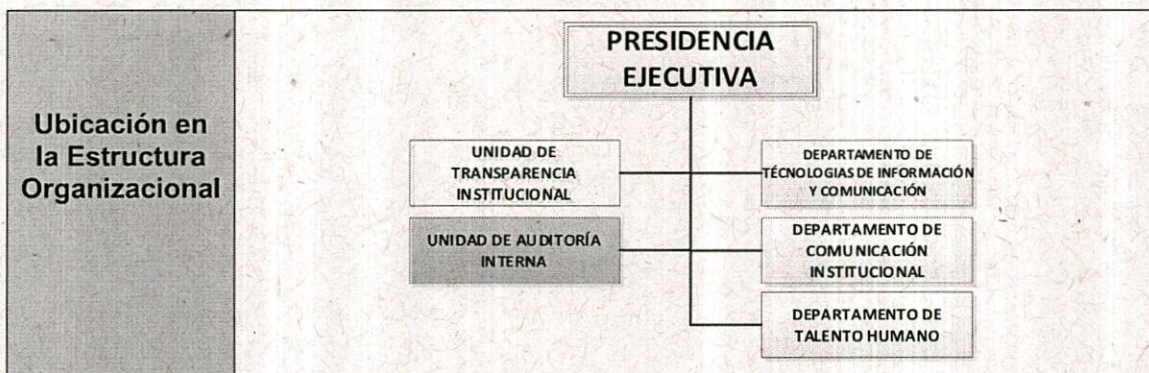 Ubicación en
la Estructura
Organizacional
PRESIDENCIA
EJECUTIVA
UNIDAD DE
TRANSPARENCIA
INSTITUCIONAL
DEPARTAMENTO DE
TÉCNOLOGIAS DE INFORMACIÓN
Y COMUNICACIÓN
UNIDAD DE AUDITORÍA
INTERNA
DEPARTAMENTO DE
COMUNICACIÓN
INSTITUCIONAL
DEPARTAMENTO DE
TALENTO HUMANO